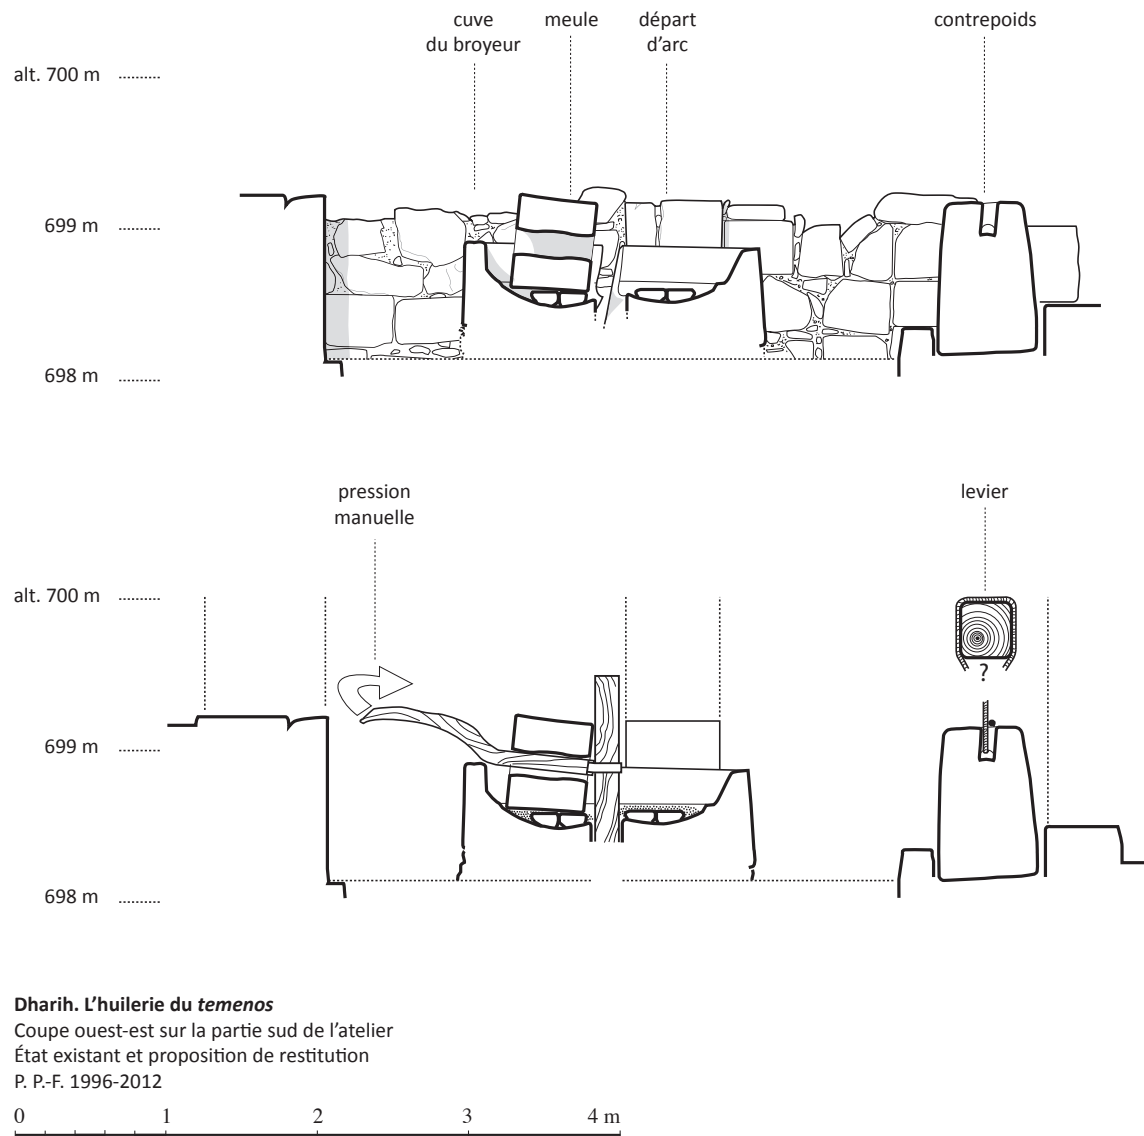 cuve
du broyeur
meule
départ
d'arc
contrepoids
alt. 700 m ..........
699 m ..........
698 m ..........
pression
manuelle
levier
alt. 700 m ..........
?
699 m ..........
698 m ..........
Dharih. L'huilerie du temenos
Coupe ouest-est sur la partie sud de l'atelier
État existant et proposition de restitution
P. P.-F. 1996-2012
0 1 2 3 4 m